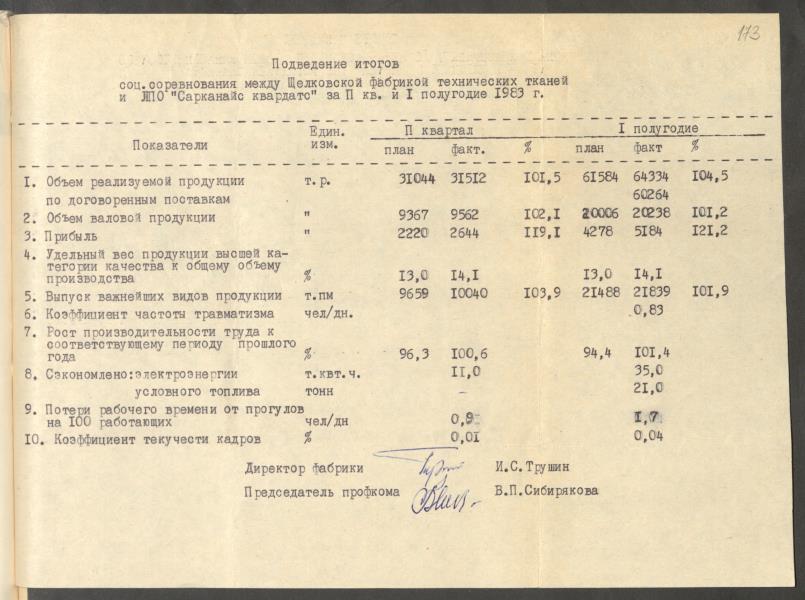 173
Подведение итогов
соц.соревнования между Щелковской фабрикой технических тканей
и ЛПО "Сарканайс квардатс" за П кв. и I полугодие 1983 г.
Показатели Един. изм. П квартал I полугодие
план факт. % план факт %
1. Объем реализуемой продукции т.р. 31044 31512 101,5 61584 64334 104,5
по договоренным поставкам 60264
2. Объем валовой продукции " 9367 9562 102,1 20006 20238 101,2
3. Прибыль " 2220 2644 119,1 4278 5184 121,2
4. Удельный вес продукции высшей ка-
тегории качества к общему объему
производства % 13,0 14,1 13,0 14,1
5. Выпуск важнейших видов продукции т.пм 9659 10040 103,9 21488 21839 101,9
6. Коэффициент частоты травматизма чел/дн. 0,83
7. Рост производительности труда к
соответствующему периоду прошлого
года % 96,3 100,6 94,4 101,4
8. Сэкономлено:электроэнергии т.квт.ч. 11,0 35,0
условного топлива тонн – 21,0
9. Потери рабочего времени от прогулов
на 100 работающих чел/дн 0,9 1,7
10. Коэффициент текучести кадров % 0,01 0,04
Директор фабрики И.С.Трушин
Председатель профкома В.П.Сибирякова